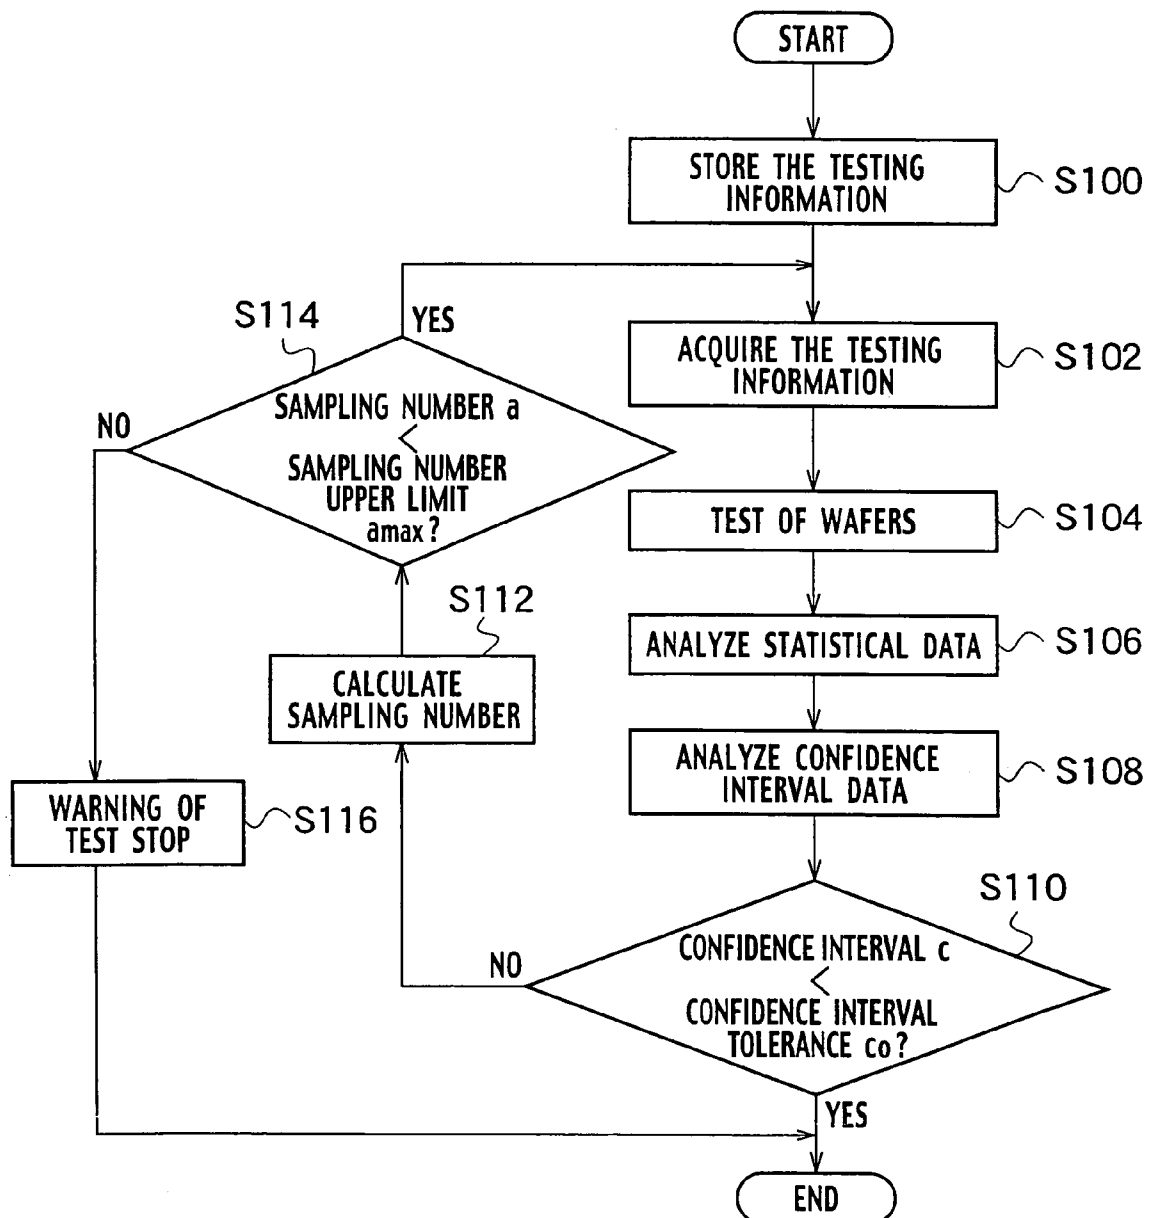 START
STORE THE TESTING
INFORMATION
S100
S114
YES
ACQUIRE THE TESTING
INFORMATION
S102
NO
SAMPLING NUMBER a
<
SAMPLING NUMBER
UPPER LIMIT
amax?
TEST OF WAFERS
S104
S112
CALCULATE
SAMPLING NUMBER
ANALYZE STATISTICAL DATA
S106
ANALYZE CONFIDENCE
INTERVAL DATA
S108
WARNING OF
TEST STOP
S116
S110
NO
CONFIDENCE INTERVAL c
<
CONFIDENCE INTERVAL
TOLERANCE co?
YES
END